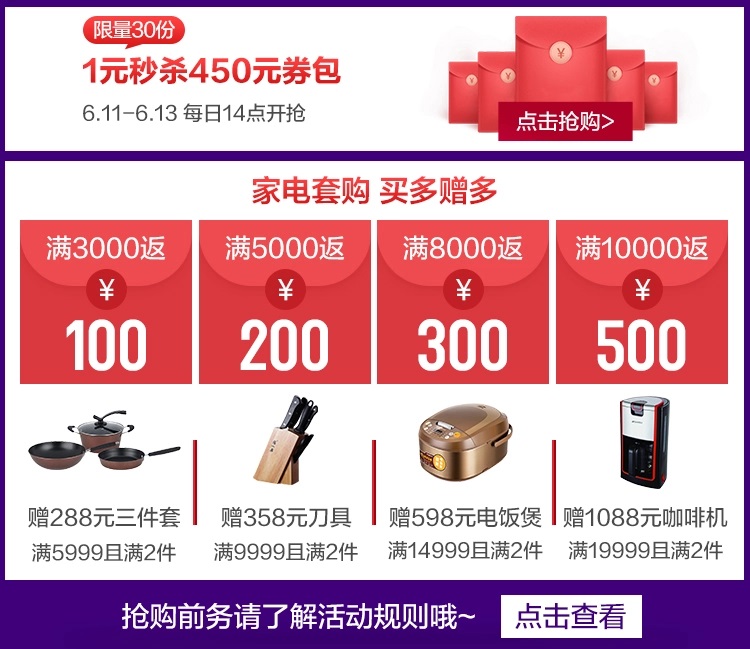 限量30份
1元秒杀450元券包
6.11-6.13 每日14点开抢
¥ ¥ ¥ ¥ ¥
点击抢购>
家电套购 买多赠多
满3000返 满5000返 满8000返 满10000返
¥ ¥ ¥ ¥
100 200 300 500
赠288元三件套 赠358元刀具 赠598元电饭煲 赠1088元咖啡机
满5999且满2件 满9999且满2件 满14999且满2件 满19999且满2件
抢购前务请了解活动规则哦~ 点击查看